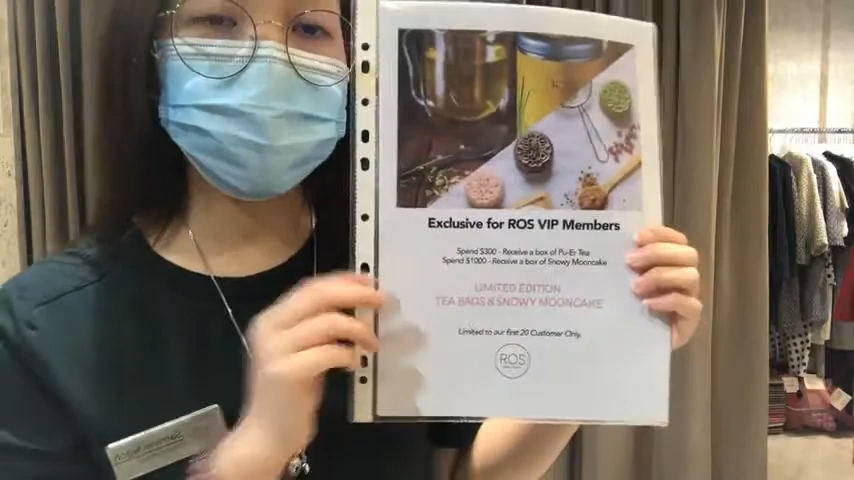 Exclusive for ROS VIP Members
Spend $300 - Receive a box of Pu-Er Tea
Spend $1000 - Receive a box of Snowy Mooncake
LIMITED EDITION
TEA BAGS & SNOWY MOONCAKE
Limited to our first 20 Customer Only.
ROS